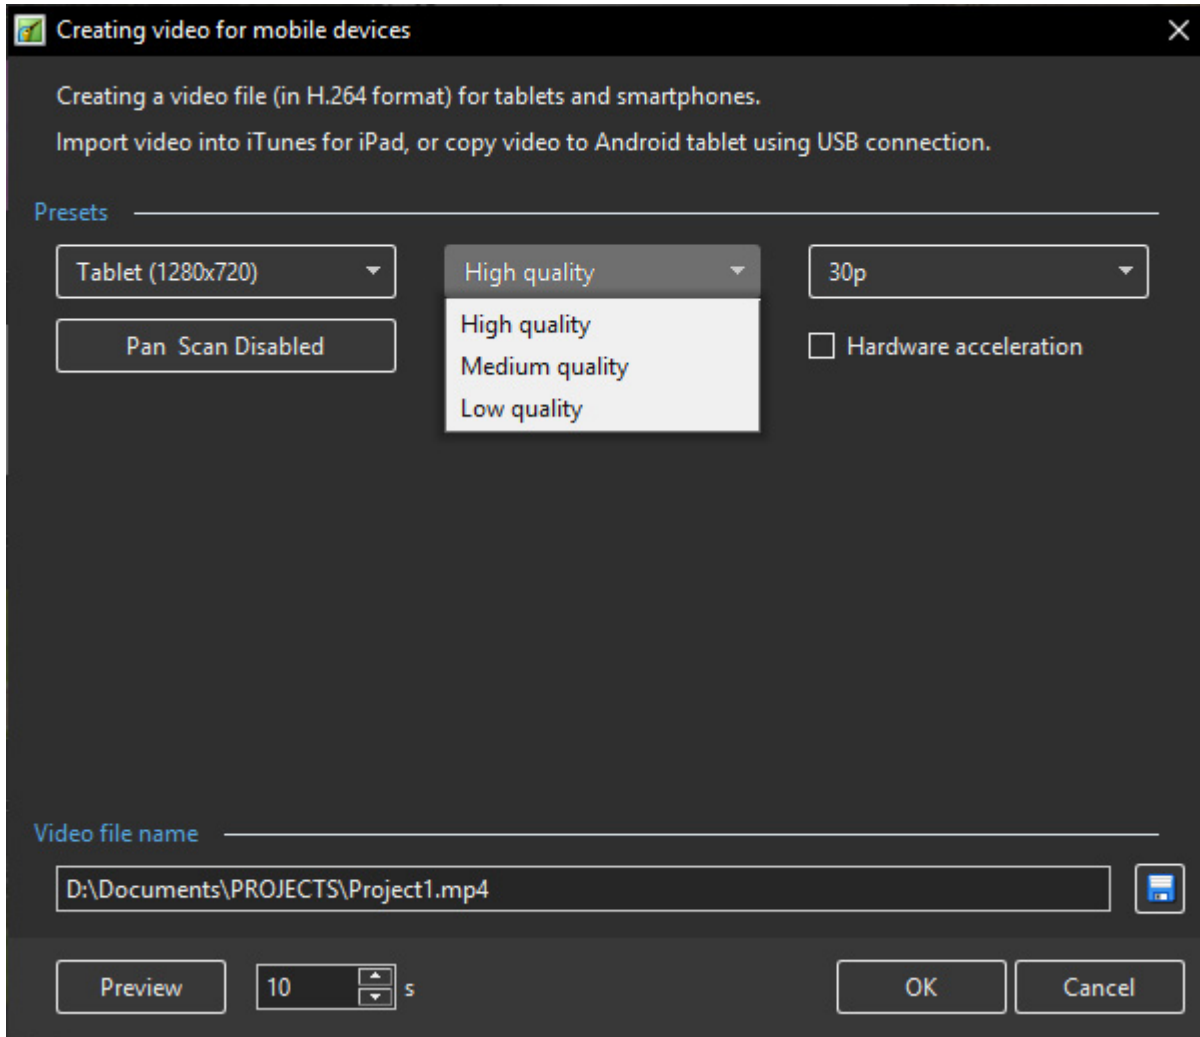 Creating video for mobile devices
Creating a video file (in H.264 format) for tablets and smartphones.
Import video into iTunes for iPad, or copy video to Android tablet using USB connection.
Presets
Tablet (1280x720)
High quality
30p
Pan  Scan Disabled
High quality
Medium quality
Low quality
Hardware acceleration
Video file name
D:\Documents\PROJECTS\Project1.mp4
Preview
10
s
OK
Cancel